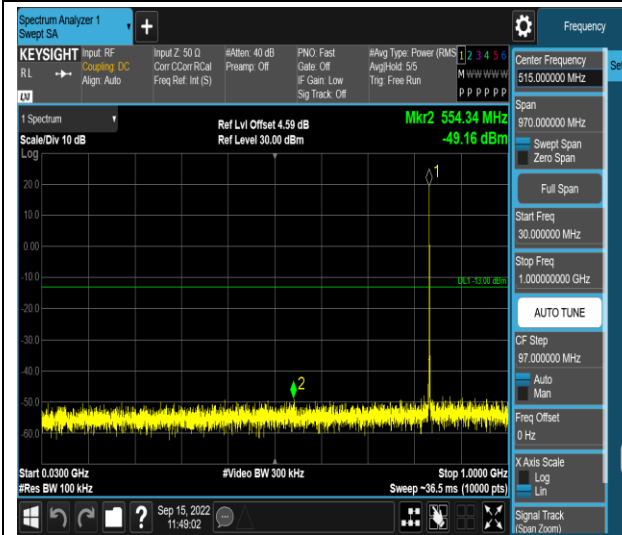 Spectrum Analyzer 1
Swept SA
+
Frequency
KEYSIGHT
RL
LXI
Input: RF
Coupling: DC
Align: Auto
Input Z: 50 Ω
Corr CCorr RCal
Freq Ref: Int (S)
#Atten: 40 dB
Preamp: Off
PNO: Fast
Gate: Off
IF Gain: Low
Sig Track: Off
#Avg Type: Power (RMS
Avg|Hold: 5/5
Trig: Free Run
1 2 3 4 5 6
M W W W W W
P P P P P P
1 Spectrum
Scale/Div 10 dB
Log
Ref Lvl Offset 4.59 dB
Ref Level 30.00 dBm
Mkr2 554.34 MHz
-49.16 dBm
1
20.0
10.0
0.00
-10.0
DL1 -13.00 dBm
-20.0
-30.0
-40.0
2
-50.0
-60.0
Start 0.0300 GHz
#Res BW 100 kHz
#Video BW 300 kHz
Stop 1.0000 GHz
Sweep ~36.5 ms (10000 pts)
?
Sep 15, 2022
11:49:02
Center Frequency
515.000000 MHz
Span
970.000000 MHz
Swept Span
Zero Span
Full Span
Start Freq
30.000000 MHz
Stop Freq
1.000000000 GHz
AUTO TUNE
CF Step
97.000000 MHz
Auto
Man
Freq Offset
0 Hz
X Axis Scale
Log
Lin
Signal Track
(Span Zoom)